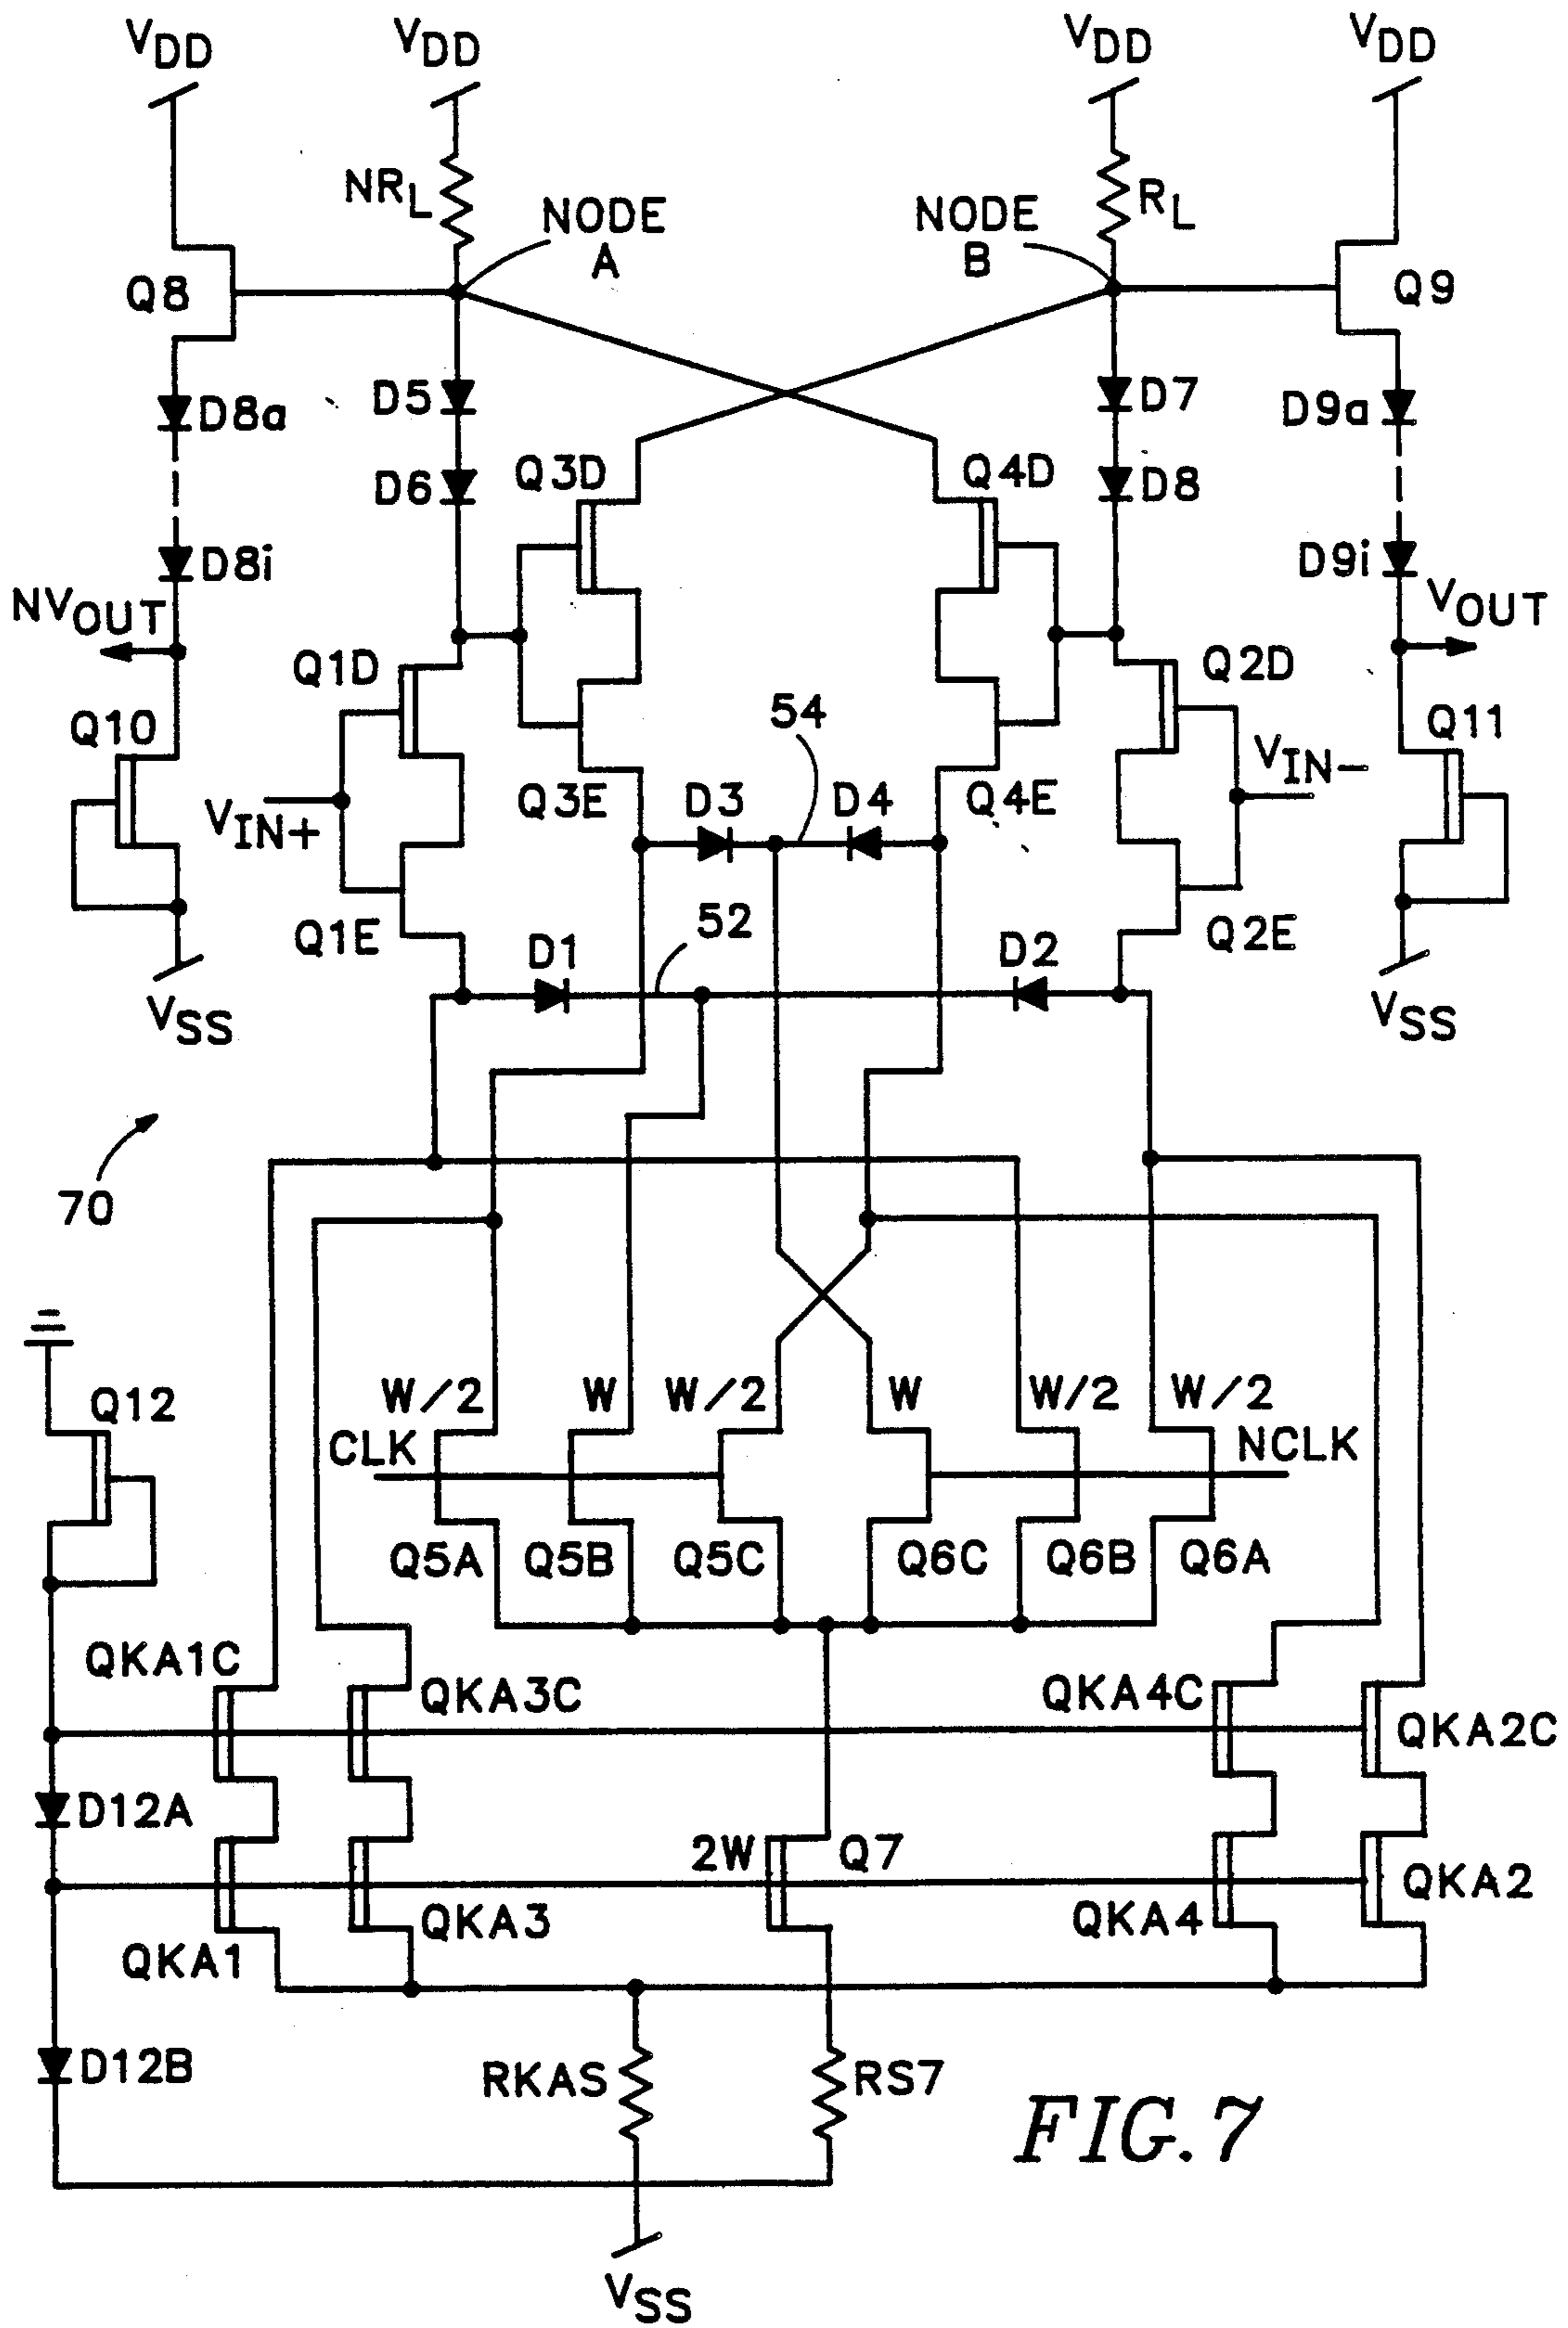 VDD VDD VDD VDD
NRL RL
NODE A NODE B
Q8 Q9
D5 D7
D8a D9a
Q3D Q4D
D6 D8
D8i D9i
NVOUT VOUT
Q1D Q2D
54
Q10 Q11
VIN+ Q3E D3 D4 Q4E VIN-
52
Q1E D1 D2 Q2E
VSS VSS
70
Q12 W/2 W W/2 W W/2 W/2
CLK NCLK
Q5A Q5B Q5C Q6C Q6B Q6A
QKA1C QKA3C QKA4C QKA2C
D12A
2W Q7
QKA1 QKA3 QKA4 QKA2
D12B RKAS RS7
FIG. 7
VSS